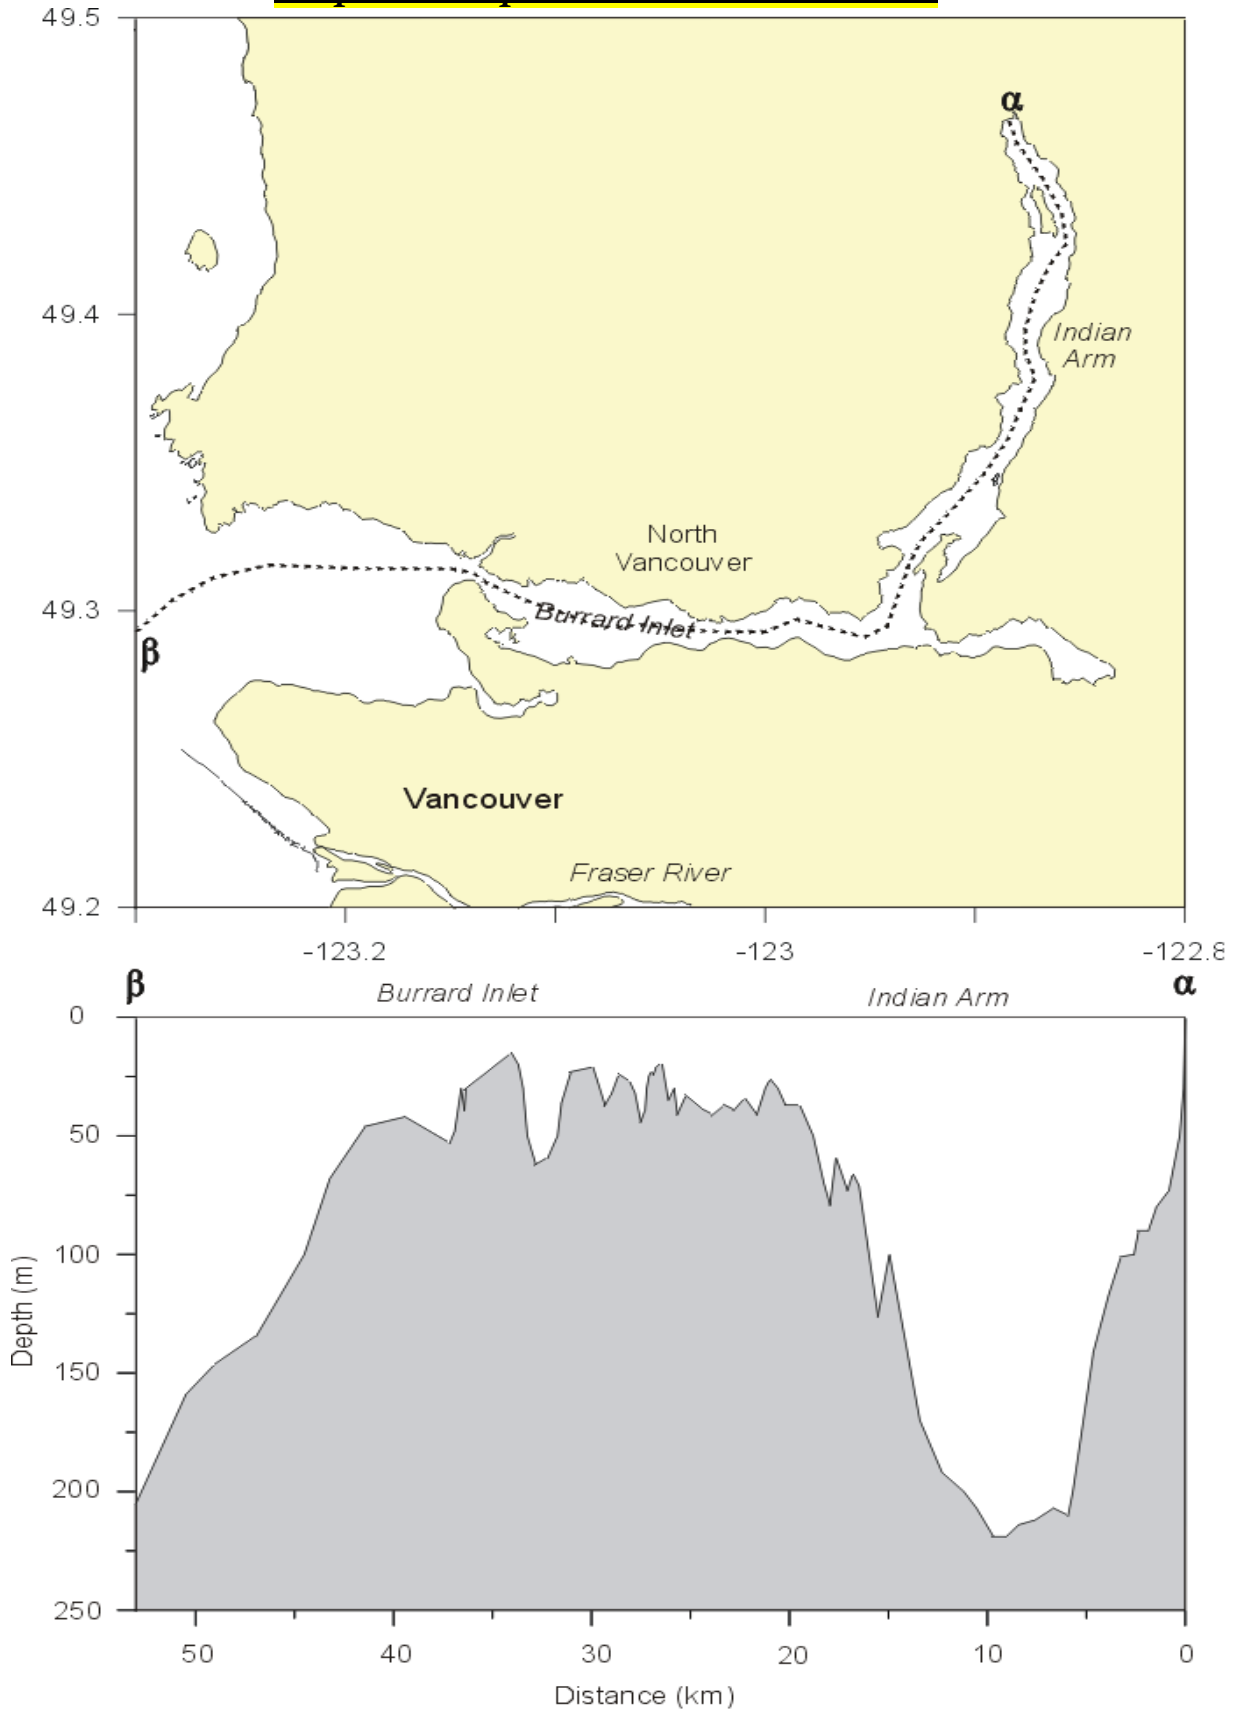 49.5
α
49.4
Indian
Arm
North
Vancouver
49.3
Burrard Inlet
β
Vancouver
Fraser River
49.2
-123.2
-123
-122.8
β
Burrard Inlet
Indian Arm
α
0
50
100
150
200
250
Depth (m)
50
40
30
20
10
0
Distance (km)